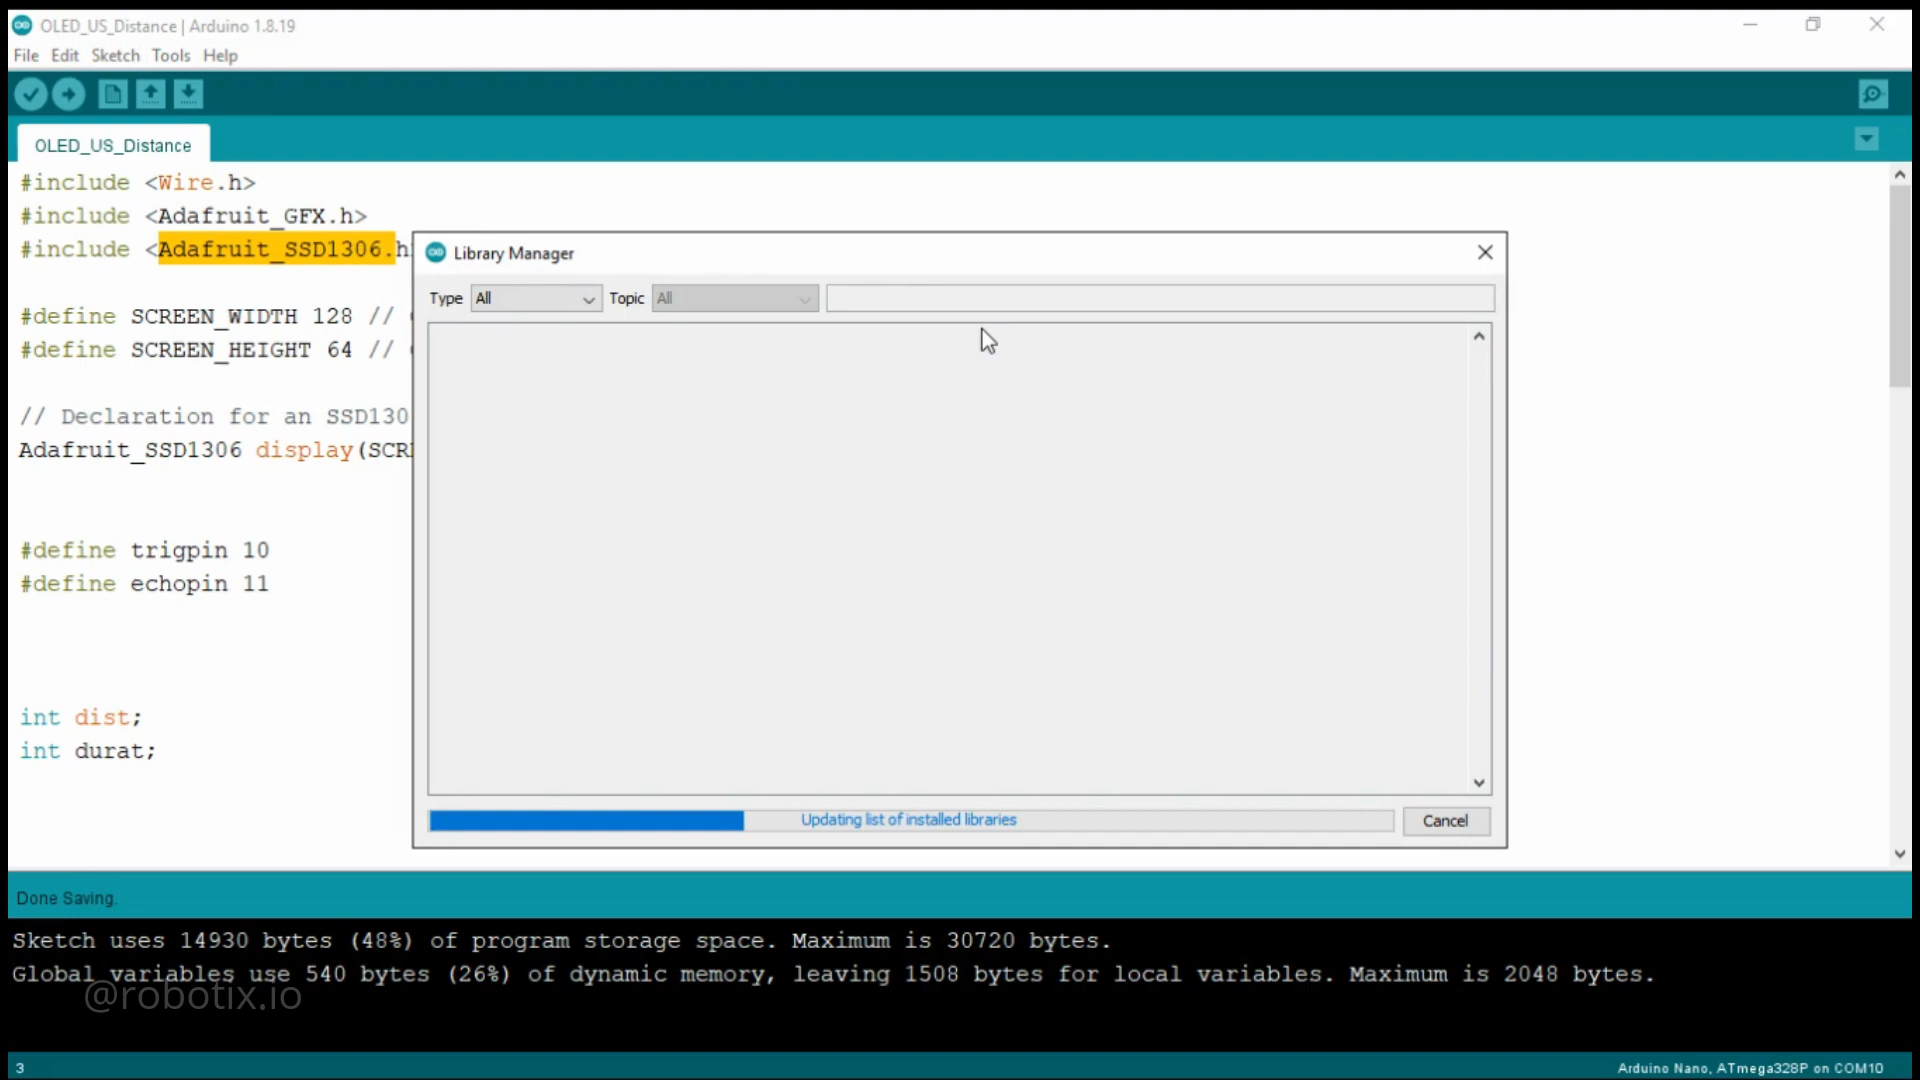 OLED_US_Distance | Arduino 1.8.19
File Edit Sketch Tools Help
OLED_US_Distance
#include <Wire.h>
#include <Adafruit_GFX.h>
#include <Adafruit_SSD1306.h
Library Manager
Type All Topic All
#define SCREEN_WIDTH 128 //
#define SCREEN_HEIGHT 64 //
// Declaration for an SSD130
Adafruit_SSD1306 display(SCRE
#define trigpin 10
#define echopin 11
int dist;
int durat;
Updating list of installed libraries
Cancel
Done Saving.
Sketch uses 14930 bytes (48%) of program storage space. Maximum is 30720 bytes.
Global variables use 540 bytes (26%) of dynamic memory, leaving 1508 bytes for local variables. Maximum is 2048 bytes.
@robotix.io
3
Arduino Nano, ATmega328P on COM10